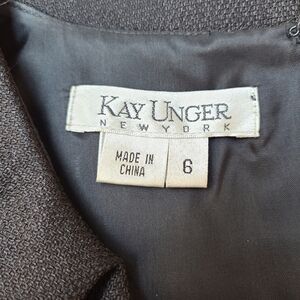 KAY UNGER
NEW YORK
MADE IN
CHINA
6